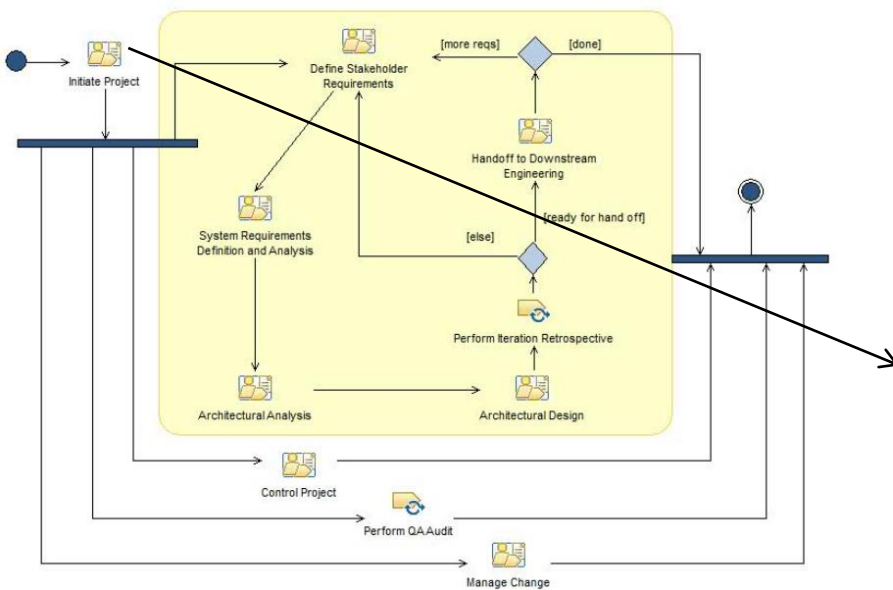 Initiate Project
Define Stakeholder
Requirements
[more reqs]
[done]
Handoff to Downstream
Engineering
[ready for hand off]
[else]
System Requirements
Definition and Analysis
Perform Iteration Retrospective
Architectural Analysis
Architectural Design
Control Project
Perform QA Audit
Manage Change